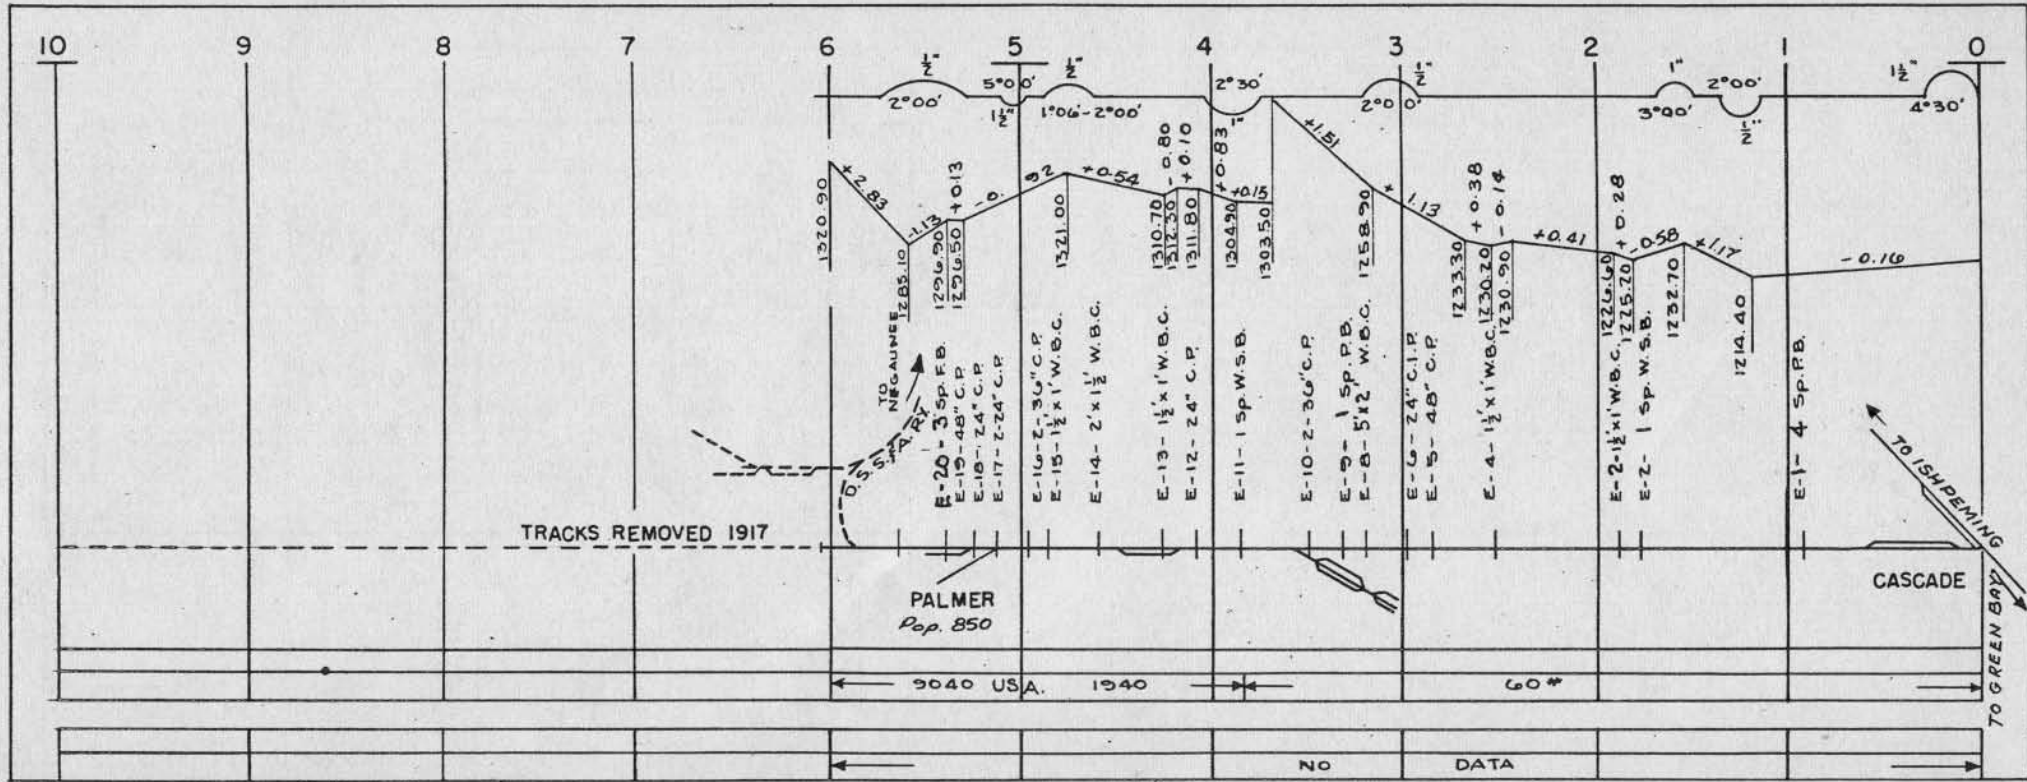 10 9 8 7 6 5 4 3 2 1 0
1/2" 5°00' 1/2" 2°30' 1/2" 1" 2°00' 1 1/2"
2°00' 1 1/2" 1°06'-2°00' 1" 2°00' 3°00' 1/2" 4°30'
+2.83 -1.13 +0.13 -0.92 +0.54 -0.80 +0.10 +0.83 +0.15 +1.51 +1.13 +0.38 -0.14 +0.41 +0.28 -0.58 +1.17 -0.16
1320.90 1285.10 1296.90 1296.50 1321.00 1310.70 1312.30 1311.80 1304.90 1303.50 1258.90 1233.30 1230.20 1230.90 1226.60 1225.20 1232.70 1214.40
TO
NEGAUNEE
D.S.S. & A. RY.
E-20- 3 Sp. F.B.
E-19-48" C.P.
E-18-24" C.P.
E-17-2-24" C.P.
E-16-2-36" C.P.
E-15-1 1/2' x 1' W.B.C.
E-14- 2' x 1 1/2' W.B.C.
E-13- 1 1/2' x 1' W.B.C.
E-12- 24" C.P.
E-11- 1 Sp. W.S.B.
E-10-2-36" C.P.
E-9- 1 Sp. P.B.
E-8-5' x 2' W.B.C.
E-6-24" C.I.P.
E-5-48" C.P.
E-4-1 1/2' x 1' W.B.C.
E-2-1 1/2' x 1' W.B.C.
E-2- 1 Sp. W.S.B.
E-1- 4 Sp. P.B.
TO ISHPEMING
TRACKS REMOVED 1917
PALMER
Pop. 850
CASCADE
TO GREEN BAY
9040 USA. 1940 60#
NO DATA